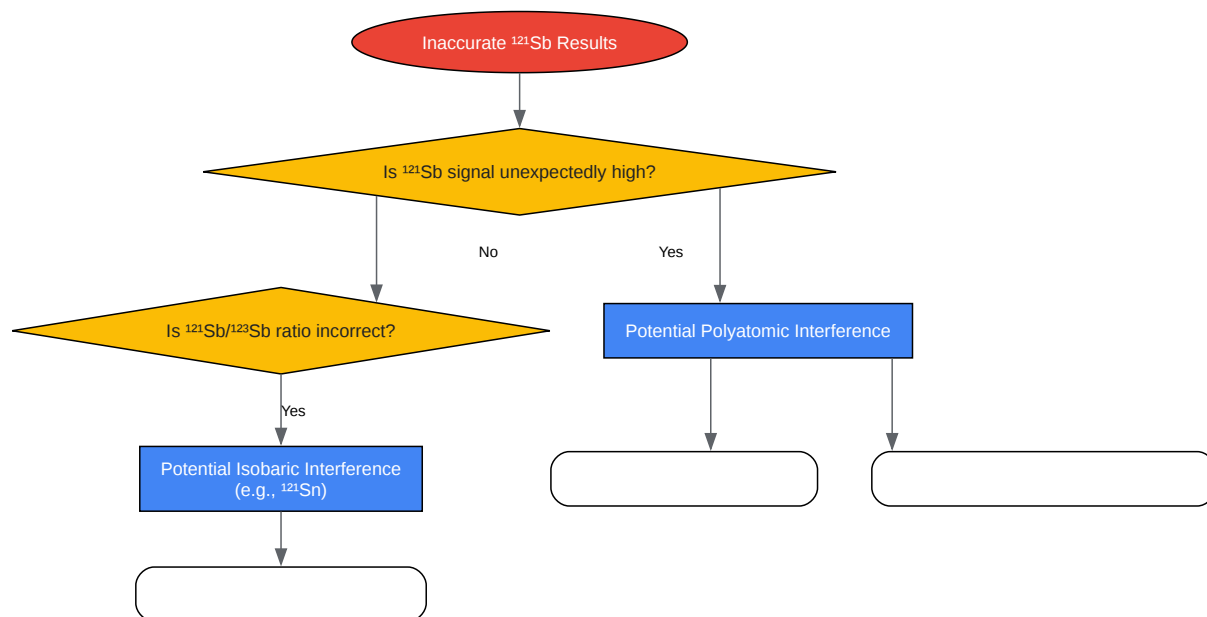 Inaccurate ¹²¹Sb Results
Is ¹²¹Sb signal unexpectedly high?
No
Yes
Is ¹²¹Sb/¹²³Sb ratio incorrect?
Potential Polyatomic Interference
Yes
Potential Isobaric Interference
(e.g., ¹²¹Sn)